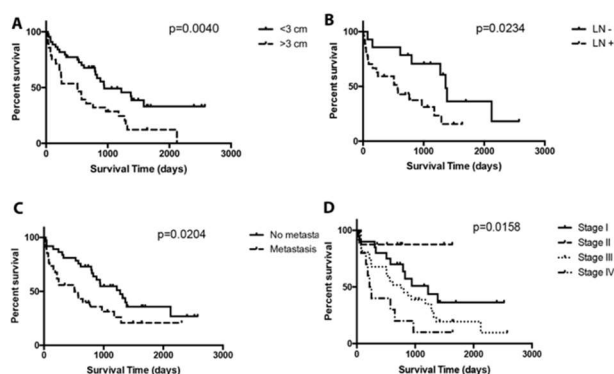 A
p=0.0040
<3 cm
>3 cm
Percent survival
100
50
0
0
1000
2000
3000
Survival Time (days)
B
p=0.0234
LN -
LN +
Percent survival
100
50
0
0
1000
2000
3000
Survival Time (days)
C
p=0.0204
No metasta
Metastasis
Percent survival
100
50
0
0
1000
2000
3000
Survival Time (days)
D
p=0.0158
Stage I
Stage II
Stage III
Stage IV
Percent survival
100
50
0
0
1000
2000
3000
Survival Time (days)